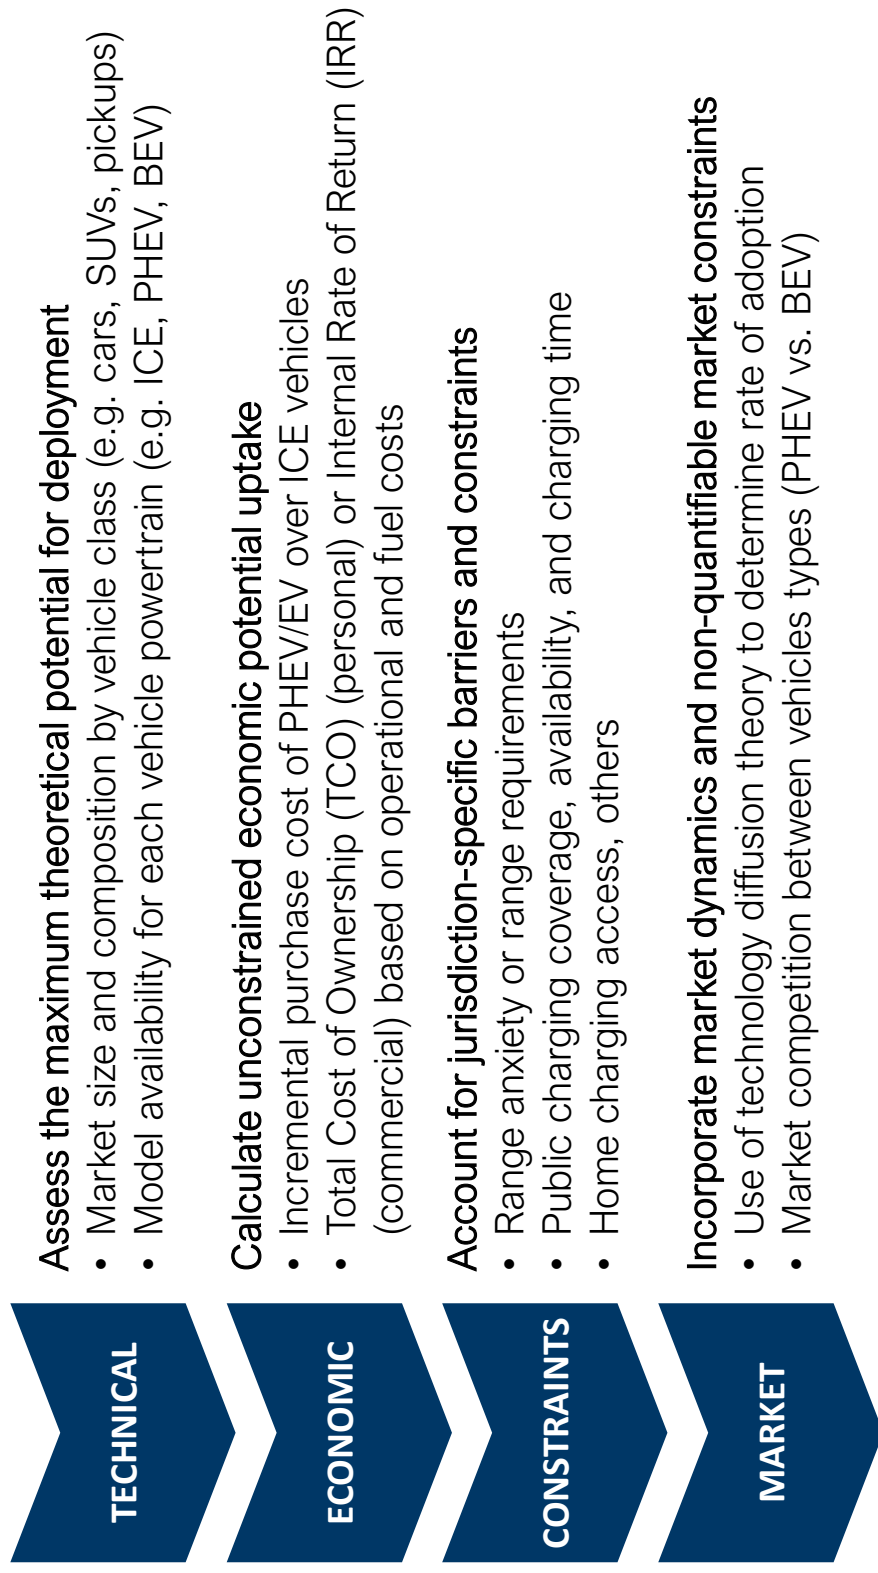 TECHNICAL
Assess the maximum theoretical potential for deployment
• Market size and composition by vehicle class (e.g. cars, SUVs, pickups)
• Model availability for each vehicle powertrain (e.g. ICE, PHEV, BEV)
ECONOMIC
Calculate unconstrained economic potential uptake
• Incremental purchase cost of PHEV/EV over ICE vehicles
• Total Cost of Ownership (TCO) (personal) or Internal Rate of Return (IRR)
(commercial) based on operational and fuel costs
CONSTRAINTS
Account for jurisdiction-specific barriers and constraints
• Range anxiety or range requirements
• Public charging coverage, availability, and charging time
• Home charging access, others
MARKET
Incorporate market dynamics and non-quantifiable market constraints
• Use of technology diffusion theory to determine rate of adoption
• Market competition between vehicles types (PHEV vs. BEV)